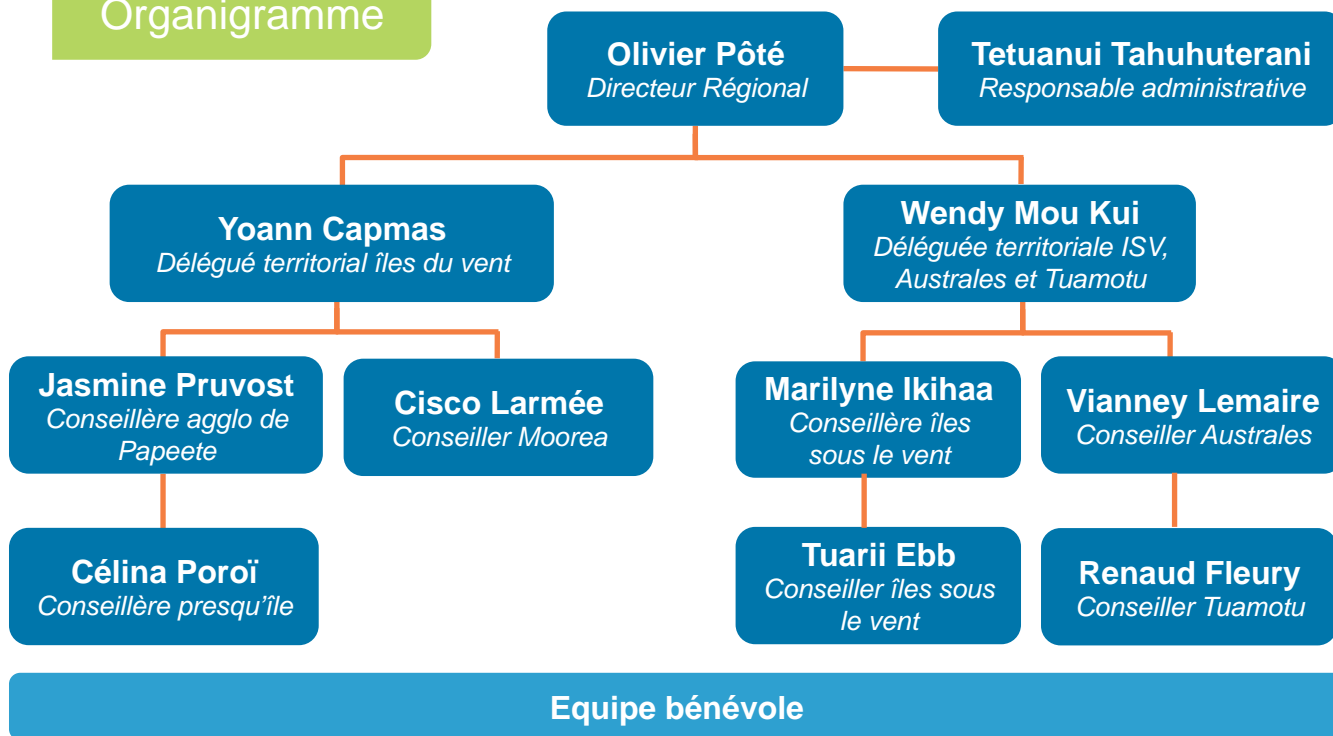 Organigramme
Olivier Pôté
Directeur Régional
Tetuanui Tahuhuterani
Responsable administrative
Yoann Capmas
Délégué territorial îles du vent
Wendy Mou Kui
Déléguée territoriale ISV,
Australes et Tuamotu
Jasmine Pruvost
Conseillère agglo de
Papeete
Cisco Larmée
Conseiller Moorea
Marilyne Ikihaa
Conseillère îles
sous le vent
Vianney Lemaire
Conseiller Australes
Célina Poroï
Conseillère presqu’île
Tuarii Ebb
Conseiller îles sous
le vent
Renaud Fleury
Conseiller Tuamotu
Equipe bénévole